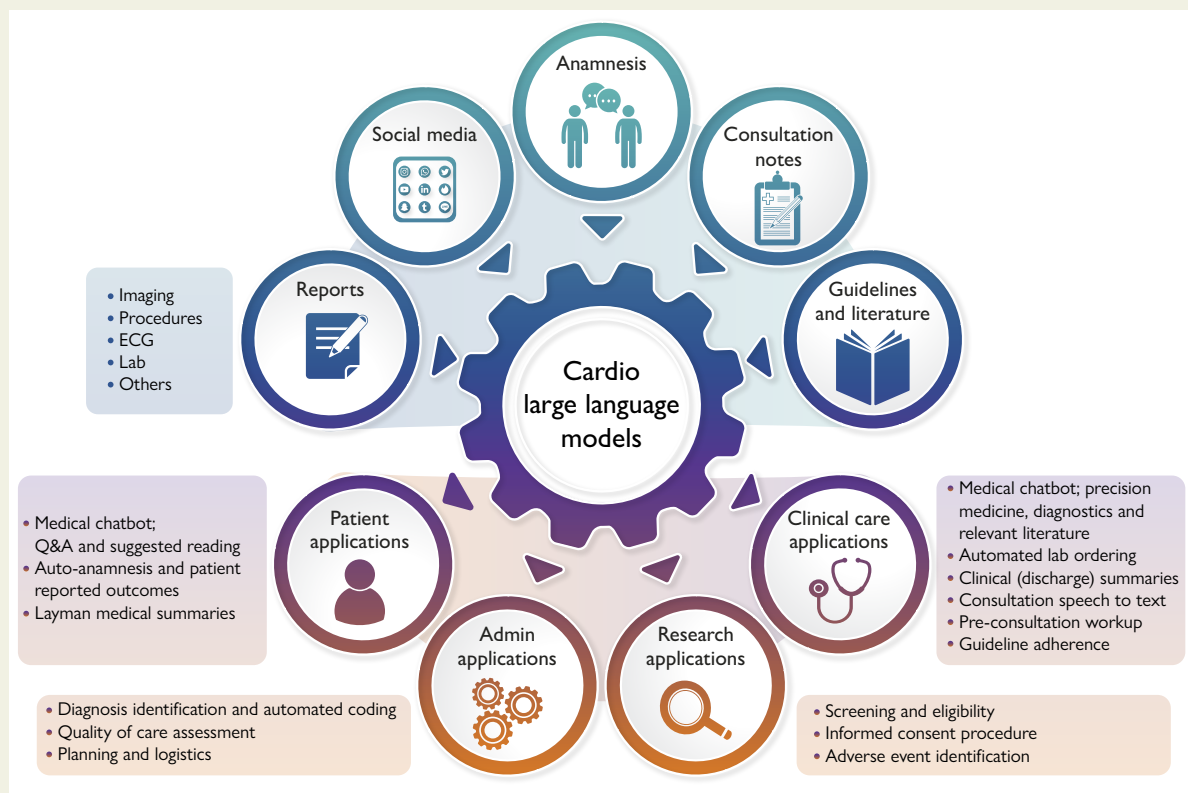 Anamnesis
Social media
Consultation
notes
Reports
• Imaging
• Procedures
• ECG
• Lab
• Others
Guidelines
and literature
Cardio
large language
models
Patient
applications
• Medical chatbot;
Q&A and suggested reading
• Auto-anamnesis and patient
reported outcomes
• Layman medical summaries
Clinical care
applications
• Medical chatbot; precision
medicine, diagnostics and
relevant literature
• Automated lab ordering
• Clinical (discharge) summaries
• Consultation speech to text
• Pre-consultation workup
• Guideline adherence
Admin
applications
• Diagnosis identification and automated coding
• Quality of care assessment
• Planning and logistics
Research
applications
• Screening and eligibility
• Informed consent procedure
• Adverse event identification